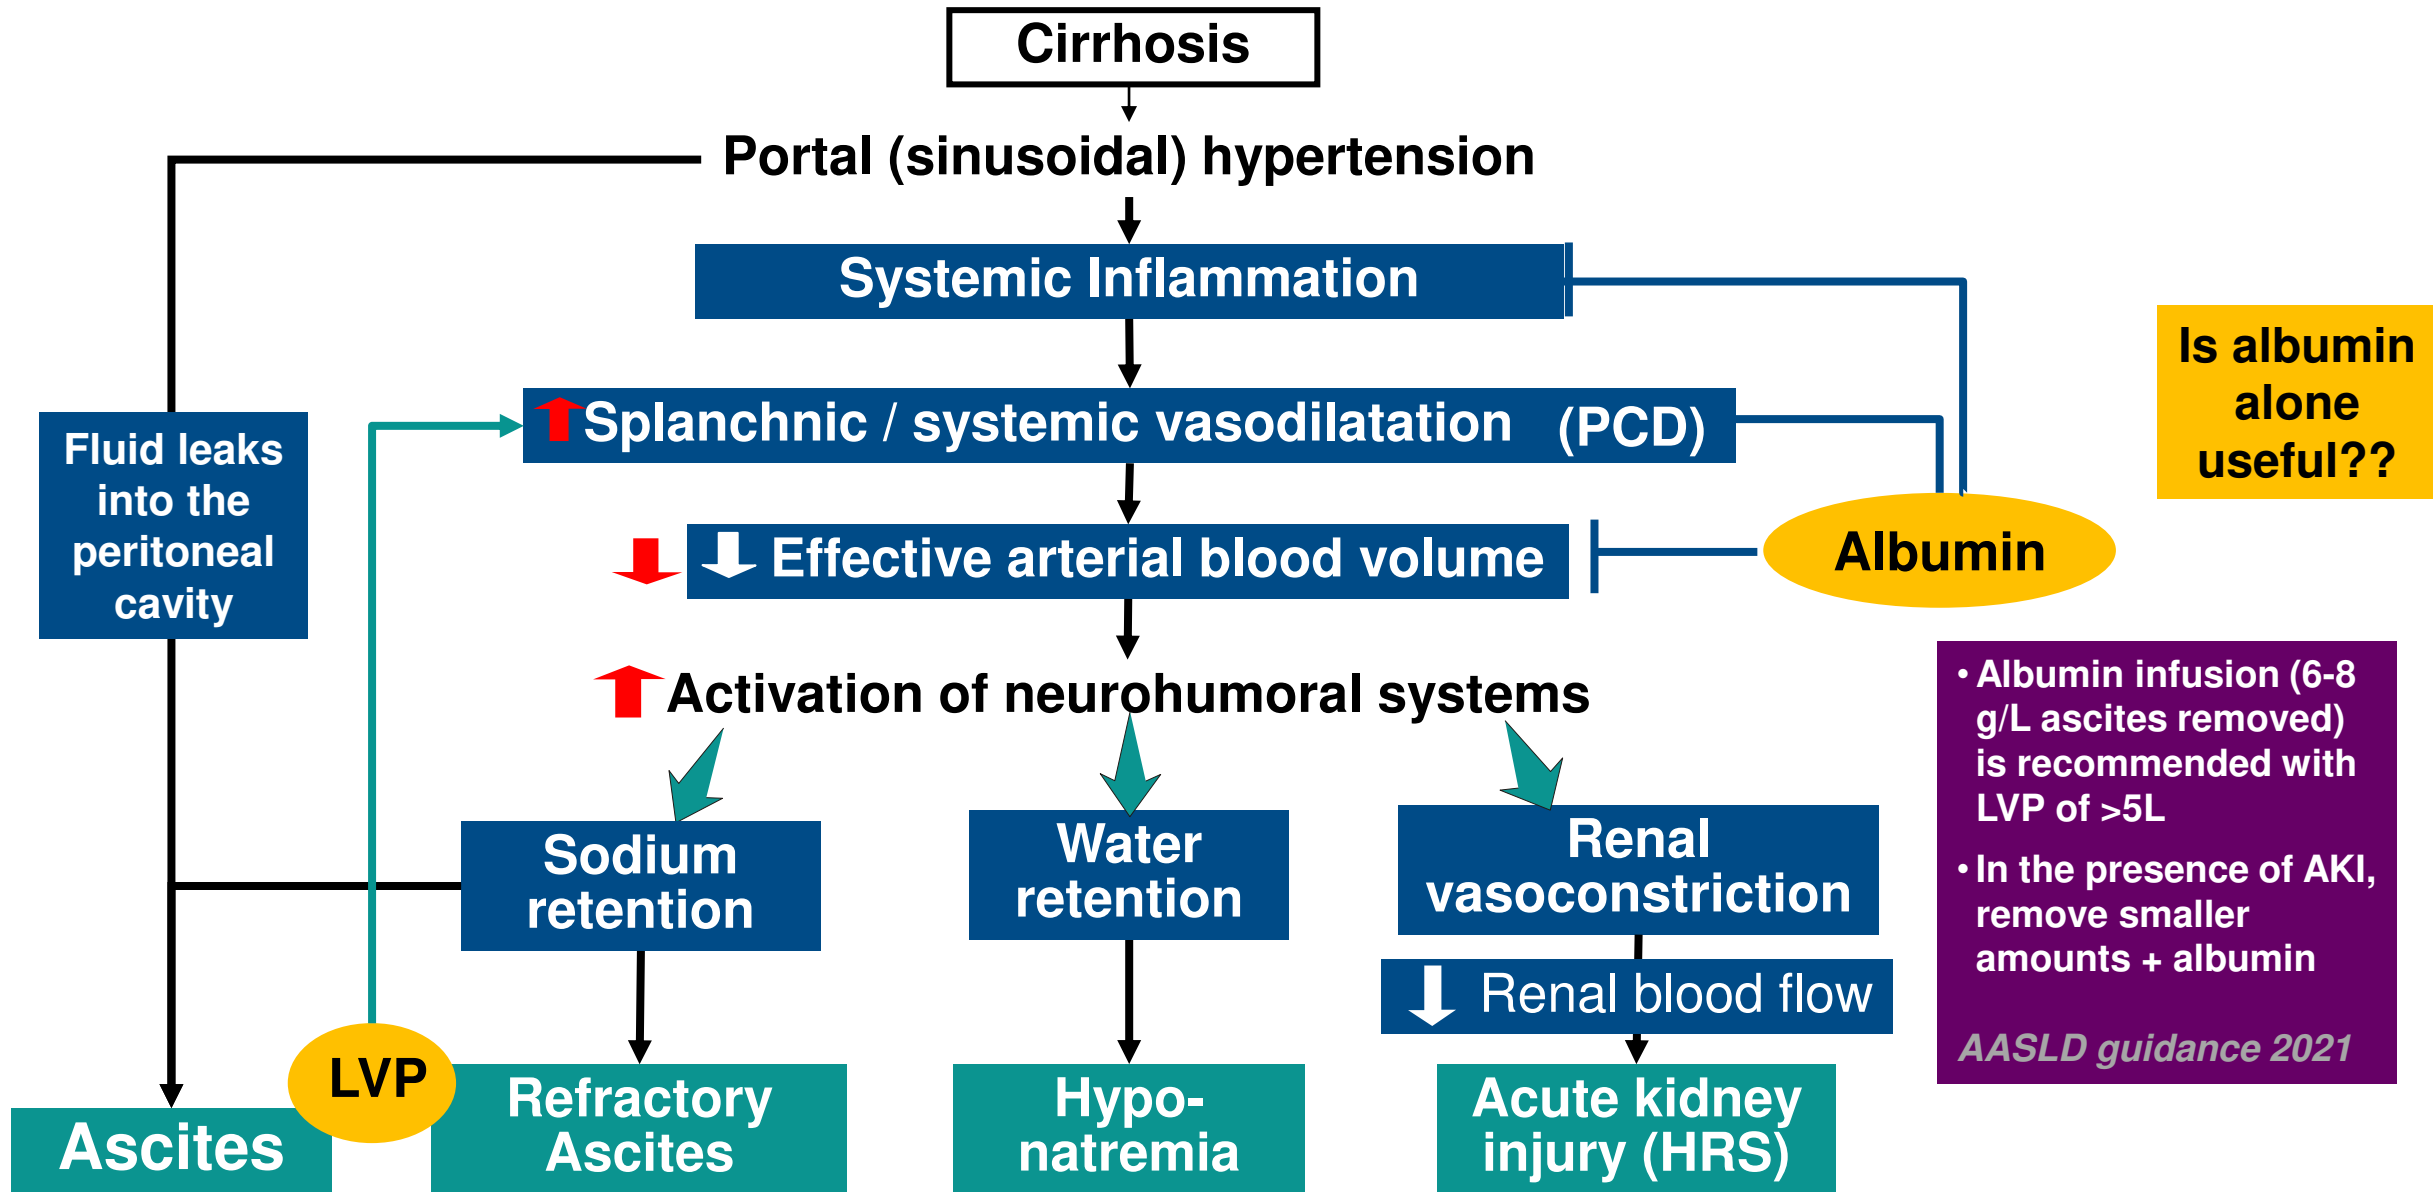 Cirrhosis
Portal (sinusoidal) hypertension
Systemic Inflammation
Splanchnic / systemic vasodilatation (PCD)
Effective arterial blood volume
Activation of neurohumoral systems
Fluid leaks
into the
peritoneal
cavity
Is albumin
alone
useful??
Albumin
• Albumin infusion (6-8
g/L ascites removed)
is recommended with
LVP of >5L
• In the presence of AKI,
remove smaller
amounts + albumin
AASLD guidance 2021
Sodium
retention
Water
retention
Renal
vasoconstriction
Renal blood flow
LVP
Ascites
Refractory
Ascites
Hypo-
natremia
Acute kidney
injury (HRS)